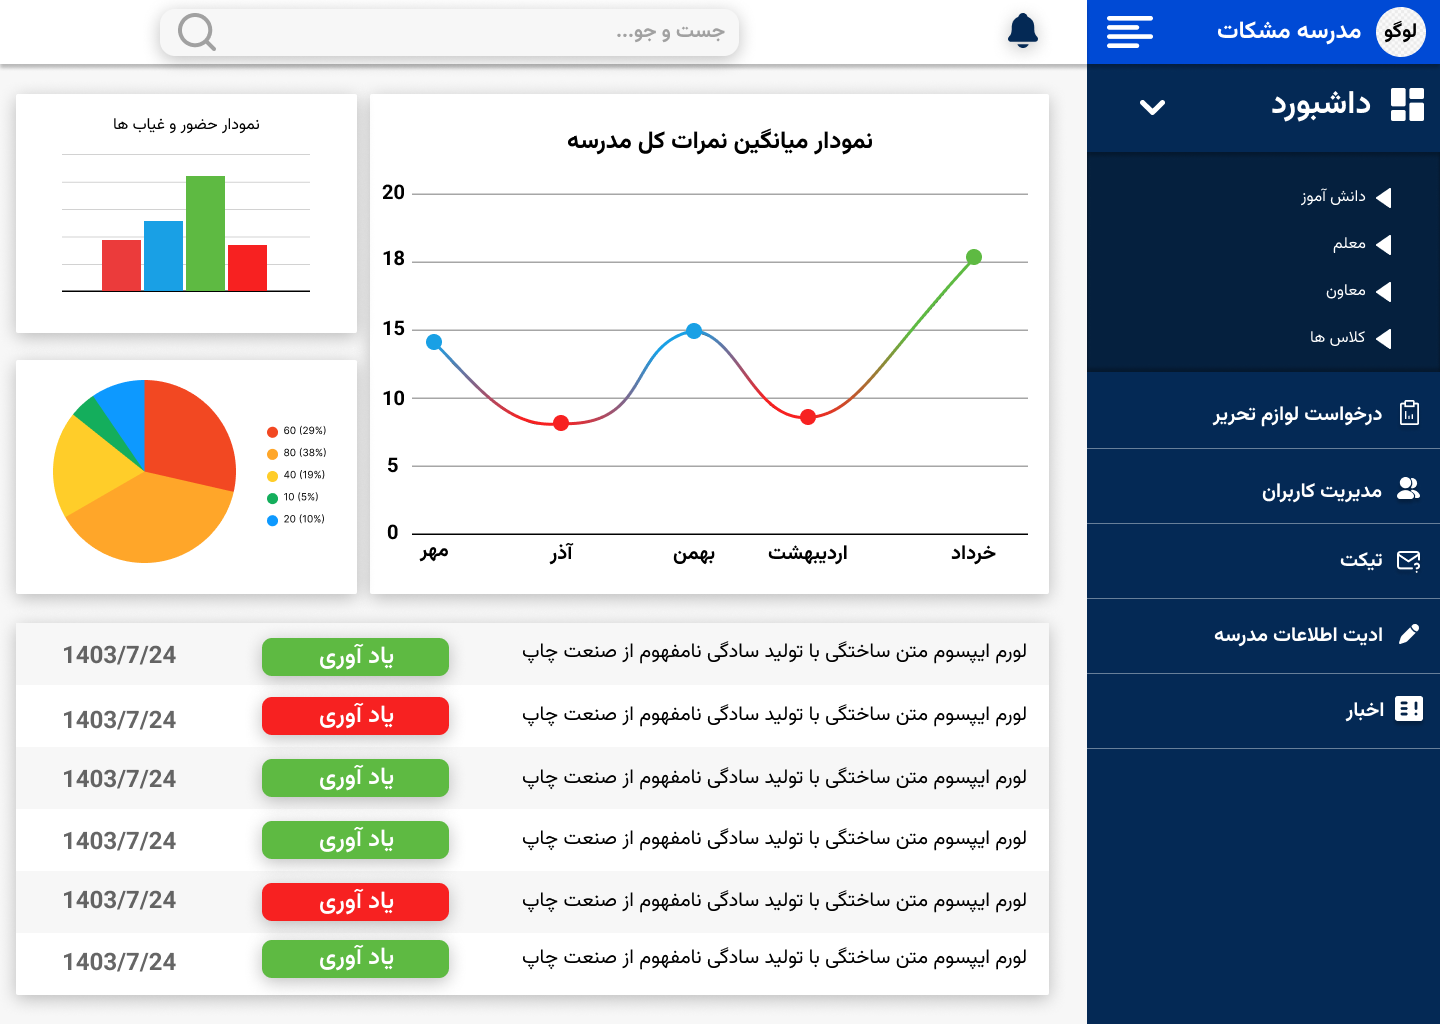 لوگو
مدرسه مشکات
جست و جو...
داشبورد
دانش آموز
معلم
معاون
کلاس ها
درخواست لوازم تحریر
مدیریت کاربران
تیکت
ادیت اطلاعات مدرسه
اخبار
نمودار میانگین نمرات کل مدرسه
20
18
15
10
5
0
خرداد اردیبهشت بهمن آذر مهر
نمودار حضور و غیاب ها
60 (29%)
80 (38%)
40 (19%)
10 (5%)
20 (10%)
لورم ایپسوم متن ساختگی با تولید سادگی نامفهوم از صنعت چاپ یاد آوری 1403/7/24
لورم ایپسوم متن ساختگی با تولید سادگی نامفهوم از صنعت چاپ یاد آوری 1403/7/24
لورم ایپسوم متن ساختگی با تولید سادگی نامفهوم از صنعت چاپ یاد آوری 1403/7/24
لورم ایپسوم متن ساختگی با تولید سادگی نامفهوم از صنعت چاپ یاد آوری 1403/7/24
لورم ایپسوم متن ساختگی با تولید سادگی نامفهوم از صنعت چاپ یاد آوری 1403/7/24
لورم ایپسوم متن ساختگی با تولید سادگی نامفهوم از صنعت چاپ یاد آوری 1403/7/24